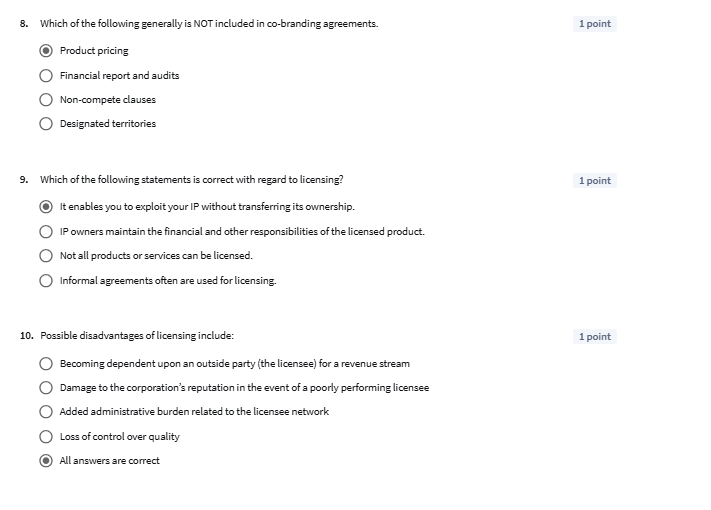 8. Which of the following generally is NOT included in co-branding agreements. 1 point
Product pricing
Financial report and audits
Non-compete clauses
Designated territories
9. Which of the following statements is correct with regard to licensing? 1 point
It enables you to exploit your IP without transferring its ownership.
IP owners maintain the financial and other responsibilities of the licensed product.
Not all products or services can be licensed.
Informal agreements often are used for licensing.
10. Possible disadvantages of licensing include: 1 point
Becoming dependent upon an outside party (the licensee) for a revenue stream
Damage to the corporation's reputation in the event of a poorly performing licensee
Added administrative burden related to the licensee network
Loss of control over quality
All answers are correct